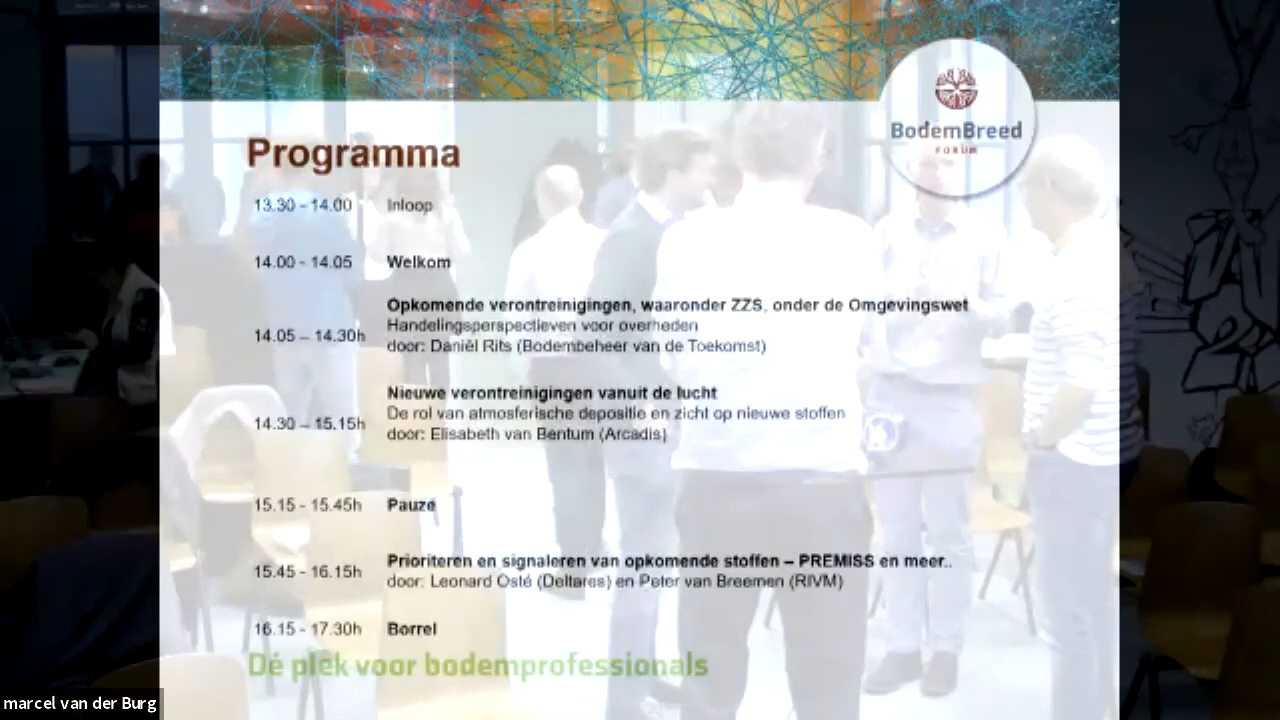 BodemBreed
FORUM
Programma
13.30 - 14.00 Inloop
14.00 - 14.05 Welkom
Opkomende verontreinigingen, waaronder ZZS, onder de Omgevingswet
14.05 – 14.30h Handelingsperspectieven voor overheden
door: Daniël Rits (Bodembeheer van de Toekomst)
Nieuwe verontreinigingen vanuit de lucht
14.30 – 15.15h De rol van atmosferische depositie en zicht op nieuwe stoffen
door: Elisabeth van Bentum (Arcadis)
15.15 - 15.45h Pauze
Prioriteren en signaleren van opkomende stoffen – PREMISS en meer..
15.45 - 16.15h door: Leonard Osté (Deltares) en Peter van Breemen (RIVM)
16.15 - 17.30h Borrel
Dé plek voor bodemprofessionals
marcel van der Burg